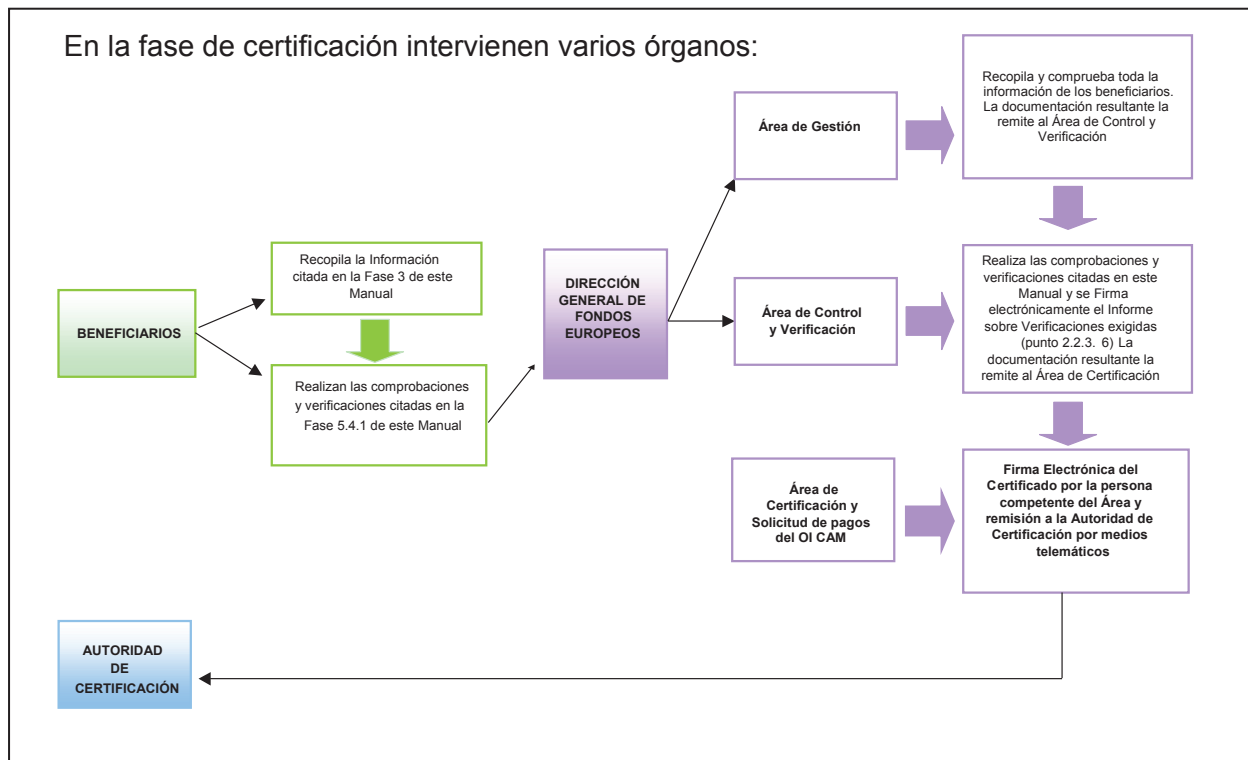 En la fase de certificación intervienen varios órganos:
BENEFICIARIOS
Recopila la Información
citada en la Fase 3 de este
Manual
Realizan las comprobaciones
y verificaciones citadas en la
Fase 5.4.1 de este Manual
DIRECCIÓN
GENERAL DE
FONDOS
EUROPEOS
Área de Gestión
Recopila y comprueba toda la
información de los beneficiarios.
La documentación resultante la
remite al Área de Control y
Verificación
Área de Control
y Verificación
Realiza las comprobaciones y
verificaciones citadas en este
Manual y se Firma
electrónicamente el Informe
sobre Verificaciones exigidas
(punto 2.2.3. 6) La
documentación resultante la
remite al Área de Certificación
Área de
Certificación y
Solicitud de pagos
del OI CAM
Firma Electrónica del
Certificado por la persona
competente del Área y
remisión a la Autoridad de
Certificación por medios
telemáticos
AUTORIDAD
DE
CERTIFICACIÓN